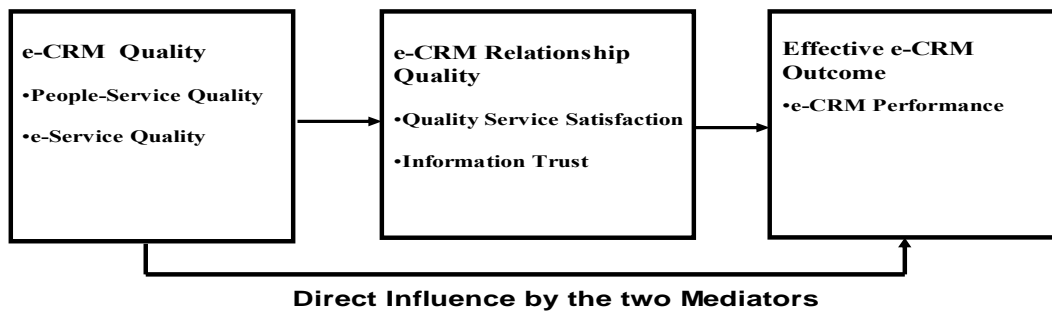 e-CRM Quality
•People-Service Quality
•e-Service Quality
e-CRM Relationship
Quality
•Quality Service Satisfaction
•Information Trust
Effective e-CRM
Outcome
•e-CRM Performance
Direct Influence by the two Mediators